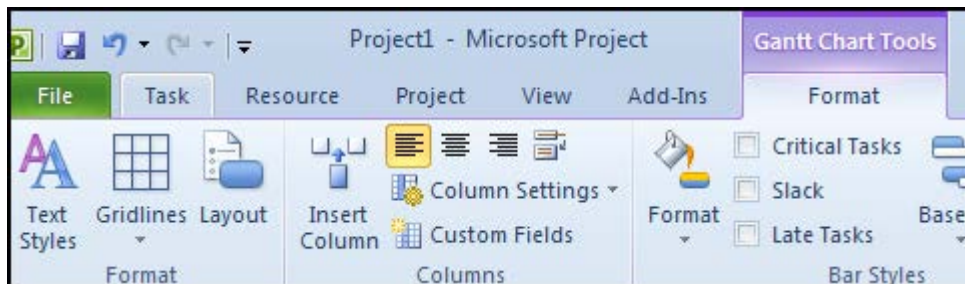 Project1 - Microsoft Project
Gantt Chart Tools
File Task Resource Project View Add-Ins Format
Text Styles
Gridlines
Layout
Insert Column
Column Settings
Custom Fields
Format
Critical Tasks
Slack
Late Tasks
Format
Columns
Bar Styles